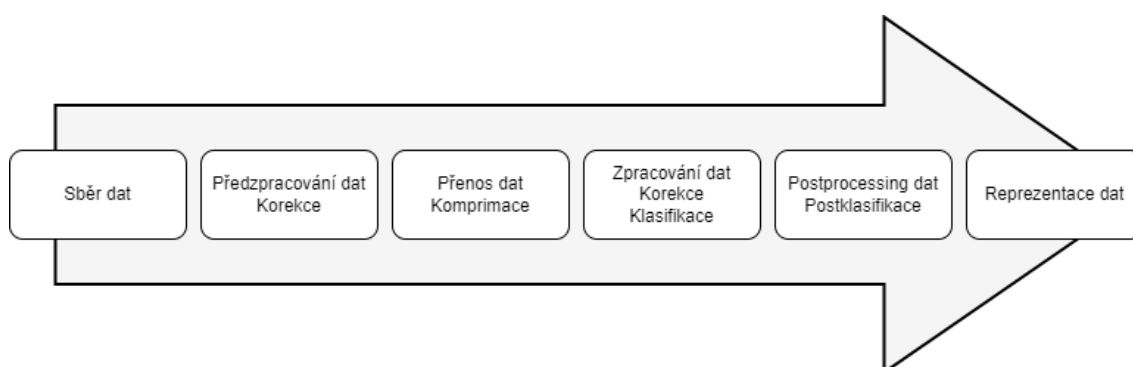 Sběr dat
Předzpracování dat
Korekce
Přenos dat
Komprimace
Zpracování dat
Korekce
Klasifikace
Postprocessing dat
Postklasifikace
Reprezentace dat